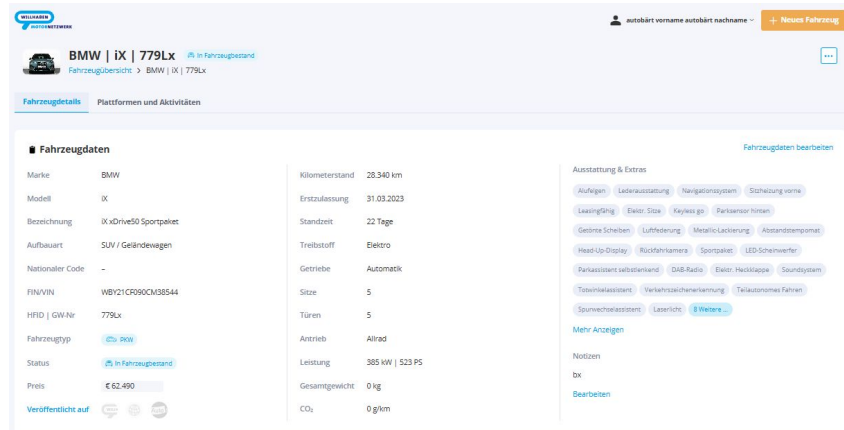 WILLHABEN
MOTORNETZWERK
autobärt vorname autobärt nachname
+ Neues Fahrzeug
BMW | iX | 779Lx
In Fahrzeugbestand
Fahrzeugübersicht > BMW | iX | 779Lx
...
Fahrzeugdetails
Plattformen und Aktivitäten
Fahrzeugdaten
Fahrzeugdaten bearbeiten
Marke BMW
Modell iX
Bezeichnung iX xDrive50 Sportpaket
Aufbauart SUV / Geländewagen
Nationaler Code –
FIN/VIN WBY21CF090CM38544
HFID | GW-Nr 779Lx
Fahrzeugtyp PKW
Status In Fahrzeugbestand
Preis € 62.490
Veröffentlicht auf
Kilometerstand 28.340 km
Erstzulassung 31.03.2023
Standzeit 22 Tage
Treibstoff Elektro
Getriebe Automatik
Sitze 5
Türen 5
Antrieb Allrad
Leistung 385 kW | 523 PS
Gesamtgewicht 0 kg
CO₂ 0 g/km
Ausstattung & Extras
Alufelgen Lederausstattung Navigationssystem Sitzheizung vorne
Leasingfähig Elektr. Sitze Keyless go Parksensor hinten
Getönte Scheiben Luftfederung Metallic-Lackierung Abstandstempomat
Head-Up-Display Rückfahrkamera Sportpaket LED-Scheinwerfer
Parkassistent selbstlenkend DAB-Radio Elektr. Heckklappe Soundsystem
Totwinkelassistent Verkehrszeichenerkennung Teilautonomes Fahren
Spurwechselassistent Laserlicht 8 Weitere ...
Mehr Anzeigen
Notizen
bx
Bearbeiten